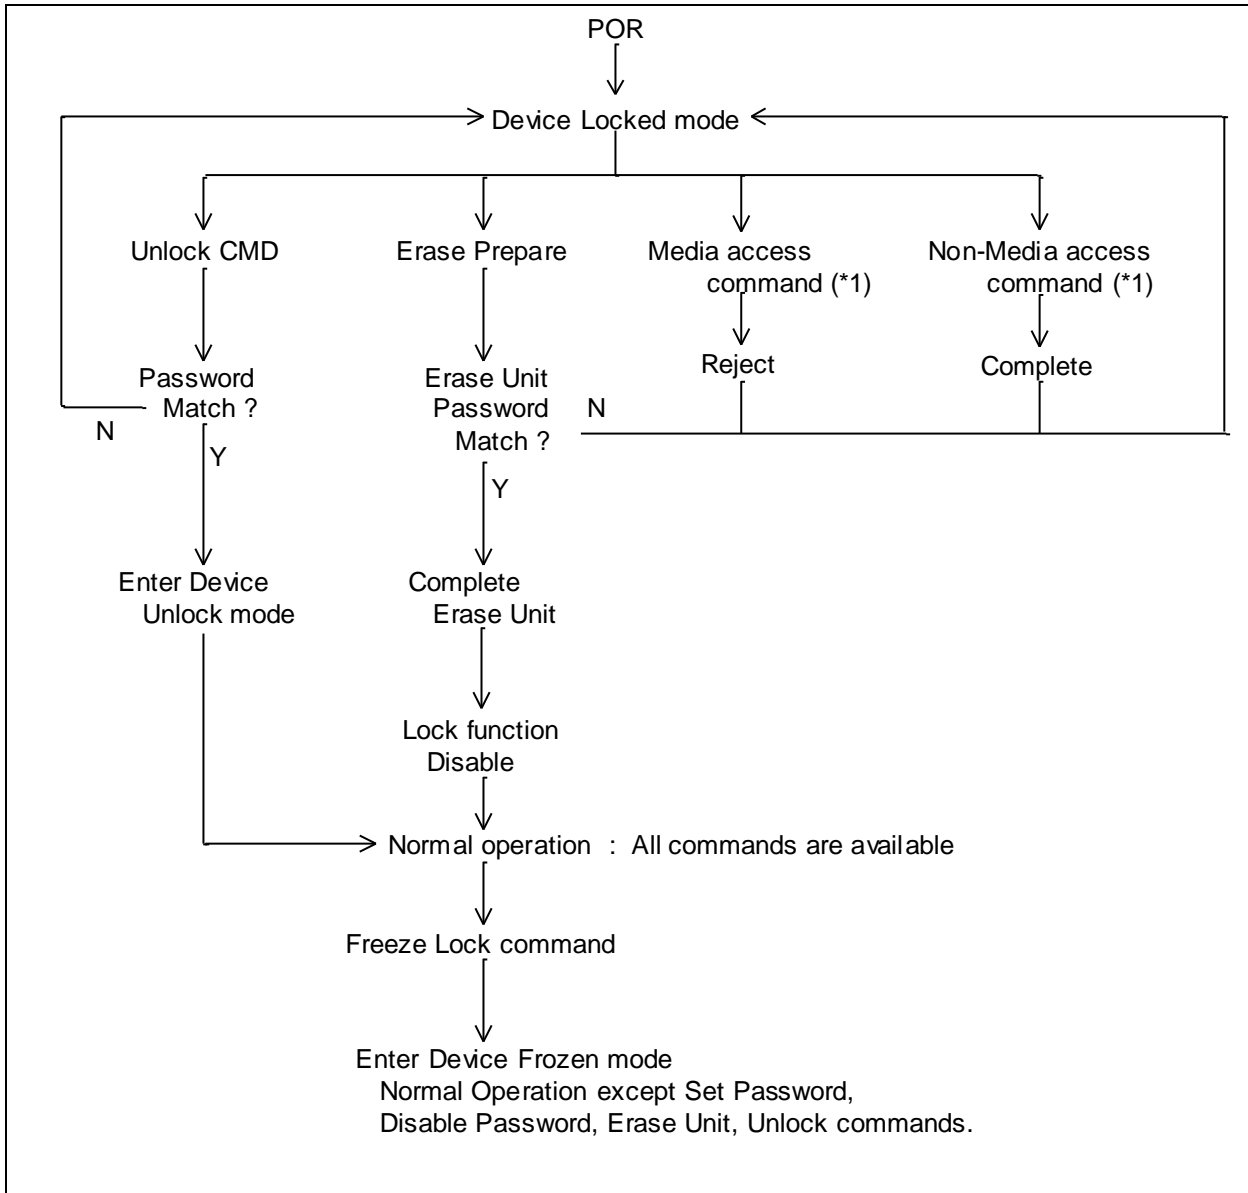 POR
Device Locked mode
Unlock CMD
Erase Prepare
Media access
command (*1)
Non-Media access
command (*1)
Password
Match ?
N
Y
Erase Unit
Password
Match ?
N
Y
Reject
Complete
Enter Device
Unlock mode
Complete
Erase Unit
Lock function
Disable
Normal operation : All commands are available
Freeze Lock command
Enter Device Frozen mode
Normal Operation except Set Password,
Disable Password, Erase Unit, Unlock commands.